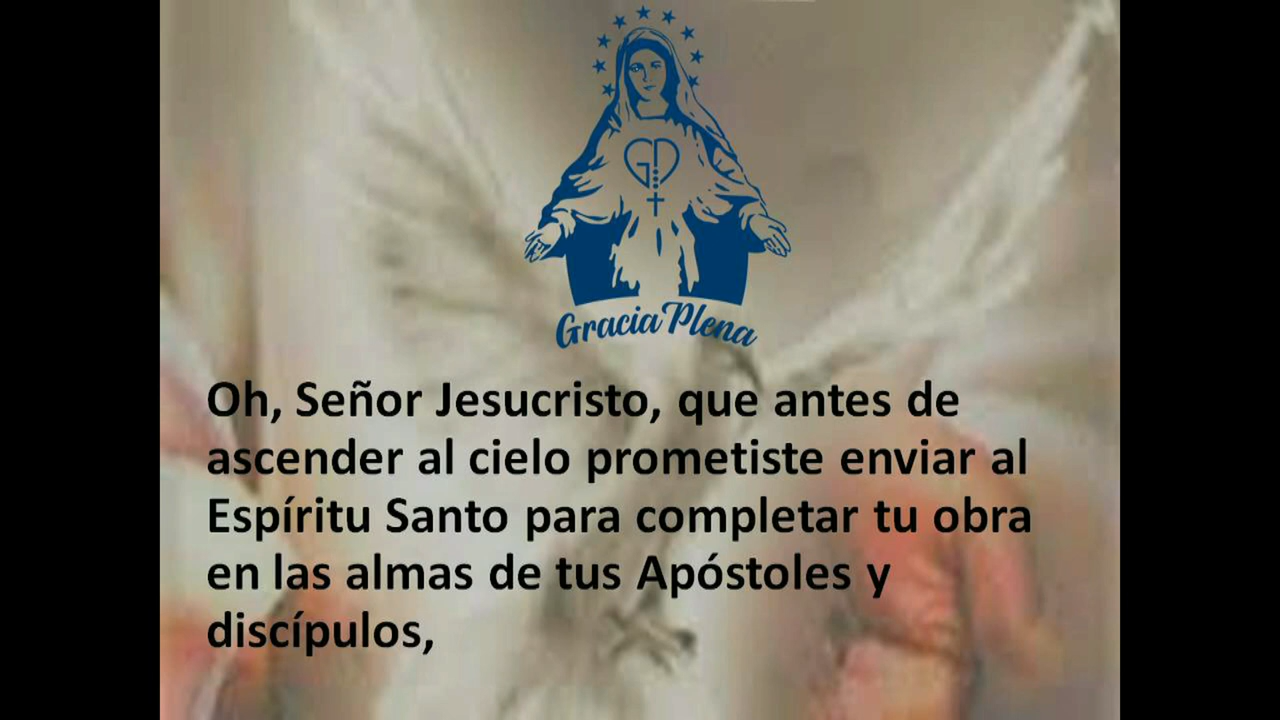 GP
Gracia Plena
Oh, Señor Jesucristo, que antes de
ascender al cielo prometiste enviar al
Espíritu Santo para completar tu obra
en las almas de tus Apóstoles y
discípulos,